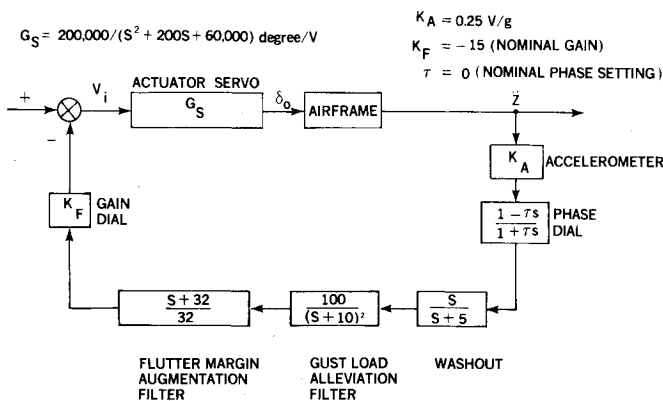 G_S = 200,000/(S² + 200S + 60,000) degree/V
K_A = 0.25 V/g
K_F = – 15 (NOMINAL GAIN)
τ = 0 (NOMINAL PHASE SETTING)
ACTUATOR SERVO
+
V_i
G_S
δ_o
AIRFRAME
Z̈
–
K_A
ACCELEROMETER
K_F
GAIN
DIAL
1 – τs
1 + τs
PHASE
DIAL
S + 32
32
100
(S + 10)²
S
S + 5
FLUTTER MARGIN
AUGMENTATION
FILTER
GUST LOAD
ALLEVIATION
FILTER
WASHOUT